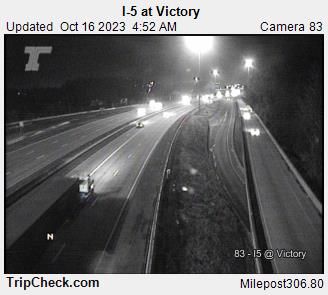 I-5 at Victory
Updated Oct 16 2023 4:52 AM Camera 83
T
N
83 - I5 @ Victory
TripCheck.com Milepost306.80